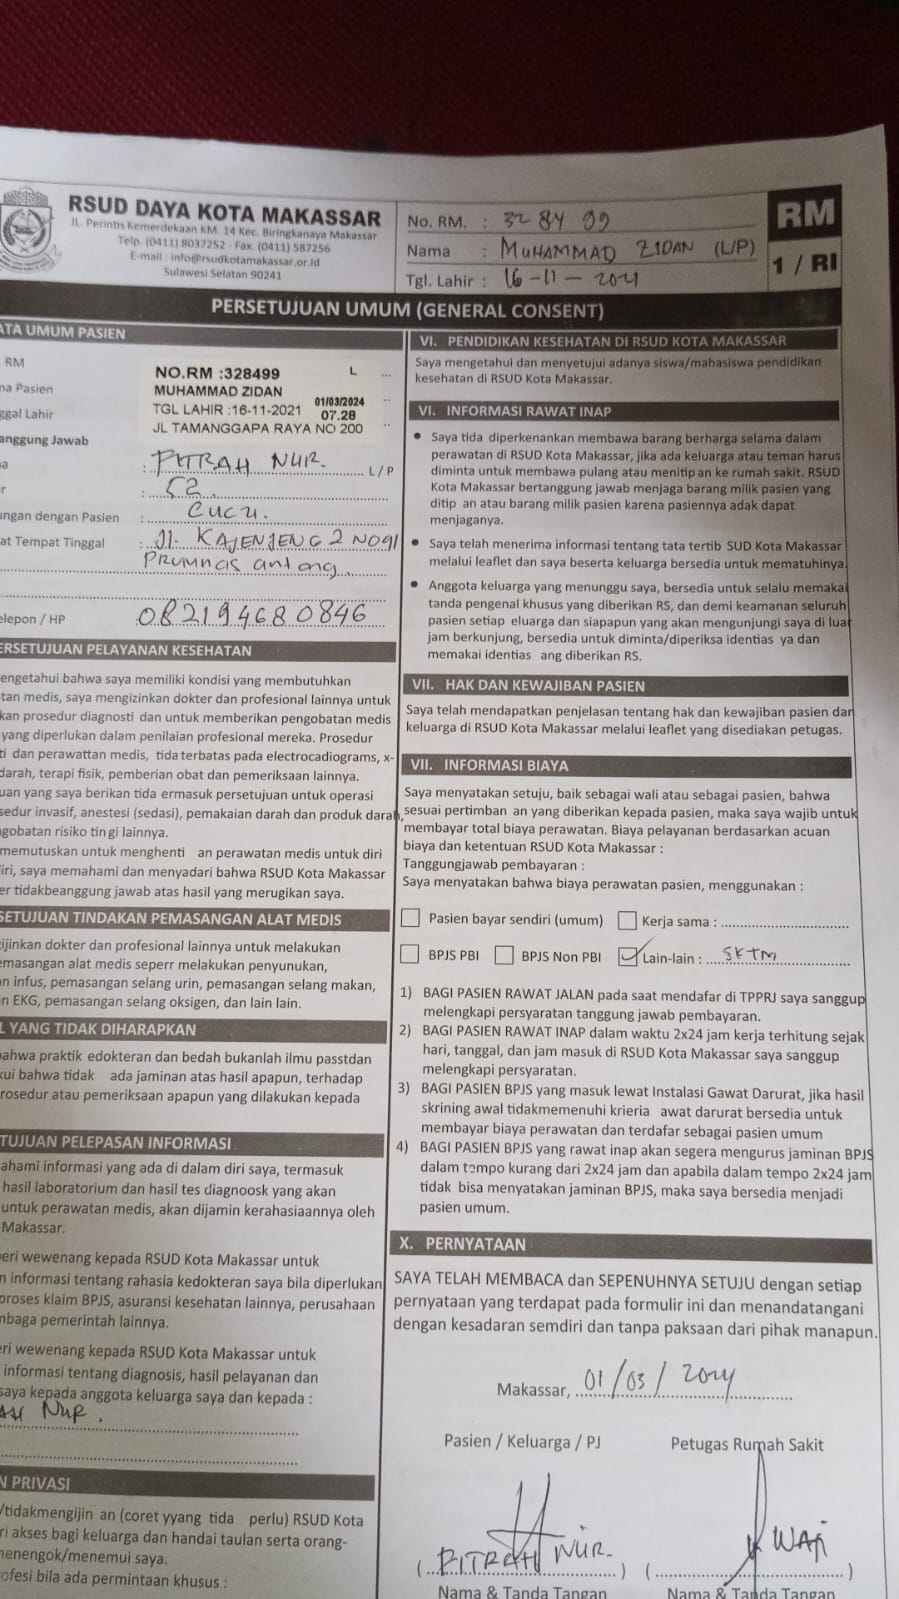 RSUD DAYA KOTA MAKASSAR
JL. Perintis Kemerdekaan KM. 14 Kec. Biringkanaya Makassar
Telp. (0411) 8037252 - Fax. (0411) 587256
E-mail : info@rsudkotamakassar.or.id
Sulawesi Selatan 90241
No. RM. : 32 84 99
Nama : MUHAMMAD ZIDAN (L/P)
Tgl. Lahir : 16-11-2021
RM
1 / RI
PERSETUJUAN UMUM (GENERAL CONSENT)
ATA UMUM PASIEN
RM
na Pasien
ggal Lahir
anggung Jawab
NO.RM :328499 L
MUHAMMAD ZIDAN
TGL LAHIR :16-11-2021
01/03/2024
07.28
JL TAMANGGAPA RAYA NO 200
a : FITRAH NUR. L / P
r : 52
ungan dengan Pasien : CUCU.
at Tempat Tinggal : Jl. KAJENJENG 2 NO91
Prumnas antang
elepon / HP : 082194680846
ERSETUJUAN PELAYANAN KESEHATAN
engetahui bahwa saya memiliki kondisi yang membutuhkan
tan medis, saya mengizinkan dokter dan profesional lainnya untuk
kan prosedur diagnosti dan untuk memberikan pengobatan medis
yang diperlukan dalam penilaian profesional mereka. Prosedur
ti dan perawattan medis, tida terbatas pada electrocadiograms, x-
darah, terapi fisik, pemberian obat dan pemeriksaan lainnya.
uan yang saya berikan tida ermasuk persetujuan untuk operasi
sedur invasif, anestesi (sedasi), pemakaian darah dan produk darah,
gobatan risiko tin gi lainnya.
memutuskan untuk menghenti an perawatan medis untuk diri
iri, saya memahami dan menyadari bahwa RSUD Kota Makassar
er tidakbeanggung jawab atas hasil yang merugikan saya.
SETUJUAN TINDAKAN PEMASANGAN ALAT MEDIS
ijinkan dokter dan profesional lainnya untuk melakukan
emasangan alat medis seperr melakukan penyunukan,
n infus, pemasangan selang urin, pemasangan selang makan,
n EKG, pemasangan selang oksigen, dan lain lain.
L YANG TIDAK DIHARAPKAN
ahwa praktik edokteran dan bedah bukanlah ilmu passtdan
kui bahwa tidak ada jaminan atas hasil apapun, terhadap
rosedur atau pemeriksaan apapun yang dilakukan kepada
TUJUAN PELEPASAN INFORMASI
ahami informasi yang ada di dalam diri saya, termasuk
hasil laboratorium dan hasil tes diagnoosk yang akan
untuk perawatan medis, akan dijamin kerahasiaannya oleh
Makassar.
eri wewenang kepada RSUD Kota Makassar untuk
n informasi tentang rahasia kedokteran saya bila diperlukan
proses klaim BPJS, asuransi kesehatan lainnya, perusahaan
mbaga pemerintah lainnya.
eri wewenang kepada RSUD Kota Makassar untuk
informasi tentang diagnosis, hasil pelayanan dan
saya kepada anggota keluarga saya dan kepada :
NUR.
N PRIVASI
/tidakmengijin an (coret yyang tida perlu) RSUD Kota
ri akses bagi keluarga dan handai taulan serta orang-
nenengok/menemui saya.
ofesi bila ada permintaan khusus :
VI. PENDIDIKAN KESEHATAN DI RSUD KOTA MAKASSAR
Saya mengetahui dan menyetujui adanya siswa/mahasiswa pendidikan
kesehatan di RSUD Kota Makassar.
VI. INFORMASI RAWAT INAP
• Saya tida diperkenankan membawa barang berharga selama dalam
perawatan di RSUD Kota Makassar, jika ada keluarga atau teman harus
diminta untuk membawa pulang atau menitip an ke rumah sakit. RSUD
Kota Makassar bertanggung jawab menjaga barang milik pasien yang
ditip an atau barang milik pasien karena pasiennya adak dapat
menjaganya.
• Saya telah menerima informasi tentang tata tertib SUD Kota Makassar
melalui leaflet dan saya beserta keluarga bersedia untuk mematuhinya
• Anggota keluarga yang menunggu saya, bersedia untuk selalu memakai
tanda pengenal khusus yang diberikan RS, dan demi keamanan seluruh
pasien setiap eluarga dan siapapun yang akan mengunjungi saya di luar
jam berkunjung, bersedia untuk diminta/diperiksa identias ya dan
memakai identias ang diberikan RS.
VII. HAK DAN KEWAJIBAN PASIEN
Saya telah mendapatkan penjelasan tentang hak dan kewajiban pasien dan
keluarga di RSUD Kota Makassar melalui leaflet yang disediakan petugas.
VII. INFORMASI BIAYA
Saya menyatakan setuju, baik sebagai wali atau sebagai pasien, bahwa
sesuai pertimban an yang diberikan kepada pasien, maka saya wajib untuk
membayar total biaya perawatan. Biaya pelayanan berdasarkan acuan
biaya dan ketentuan RSUD Kota Makassar :
Tanggungjawab pembayaran :
Saya menyatakan bahwa biaya perawatan pasien, menggunakan :
Pasien bayar sendiri (umum) Kerja sama :
BPJS PBI BPJS Non PBI Lain-lain : SKTM
1) BAGI PASIEN RAWAT JALAN pada saat mendafar di TPPRJ saya sanggup
melengkapi persyaratan tanggung jawab pembayaran.
2) BAGI PASIEN RAWAT INAP dalam waktu 2x24 jam kerja terhitung sejak
hari, tanggal, dan jam masuk di RSUD Kota Makassar saya sanggup
melengkapi persyaratan.
3) BAGI PASIEN BPJS yang masuk lewat Instalasi Gawat Darurat, jika hasil
skrining awal tidakmemenuhi krieria awat darurat bersedia untuk
membayar biaya perawatan dan terdafar sebagai pasien umum
4) BAGI PASIEN BPJS yang rawat inap akan segera mengurus jaminan BPJS
dalam tempo kurang dari 2x24 jam dan apabila dalam tempo 2x24 jam
tidak bisa menyatakan jaminan BPJS, maka saya bersedia menjadi
pasien umum.
X. PERNYATAAN
SAYA TELAH MEMBACA dan SEPENUHNYA SETUJU dengan setiap
pernyataan yang terdapat pada formulir ini dan menandatangani
dengan kesadaran semdiri dan tanpa paksaan dari pihak manapun.
Makassar, 01/03/2024
Pasien / Keluarga / PJ Petugas Rumah Sakit
( FITRAH NUR. ) ( )
Nama & Tanda Tangan Nama & Tanda Tangan